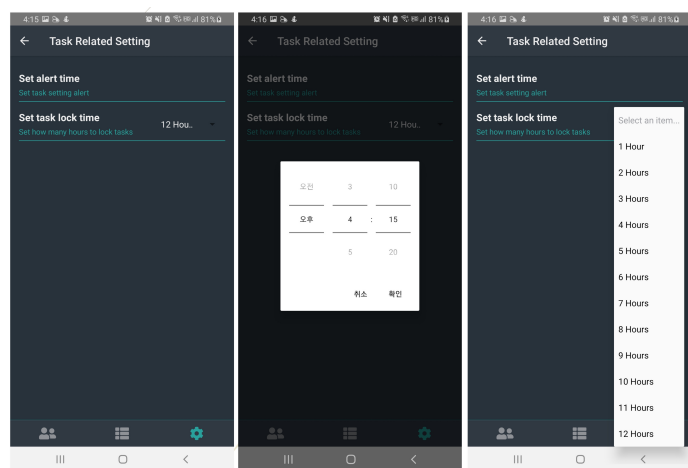 4:15
81%
Task Related Setting
Set alert time
Set task setting alert
Set task lock time
Set how many hours to lock tasks
12 Hou..
4:16
81%
Task Related Setting
Set alert time
Set task setting alert
Set task lock time
Set how many hours to lock tasks
12 Hou..
오전 3 10
오후 4 : 15
5 20
취소 확인
4:16
81%
Task Related Setting
Set alert time
Set task setting alert
Set task lock time
Set how many hours to lock tasks
Select an item...
1 Hour
2 Hours
3 Hours
4 Hours
5 Hours
6 Hours
7 Hours
8 Hours
9 Hours
10 Hours
11 Hours
12 Hours